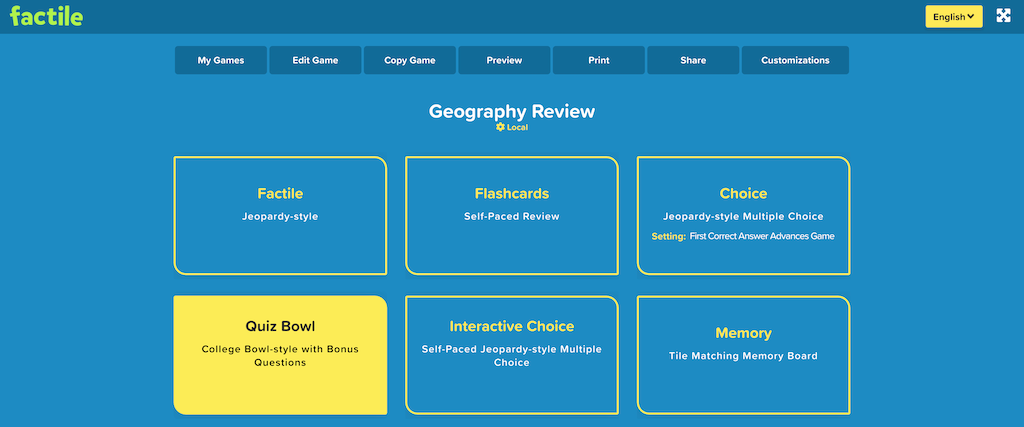 factile
English
My Games
Edit Game
Copy Game
Preview
Print
Share
Customizations
Geography Review
Local
Factile
Jeopardy-style
Flashcards
Self-Paced Review
Choice
Jeopardy-style Multiple Choice
Setting: First Correct Answer Advances Game
Quiz Bowl
College Bowl-style with Bonus
Questions
Interactive Choice
Self-Paced Jeopardy-style Multiple
Choice
Memory
Tile Matching Memory Board